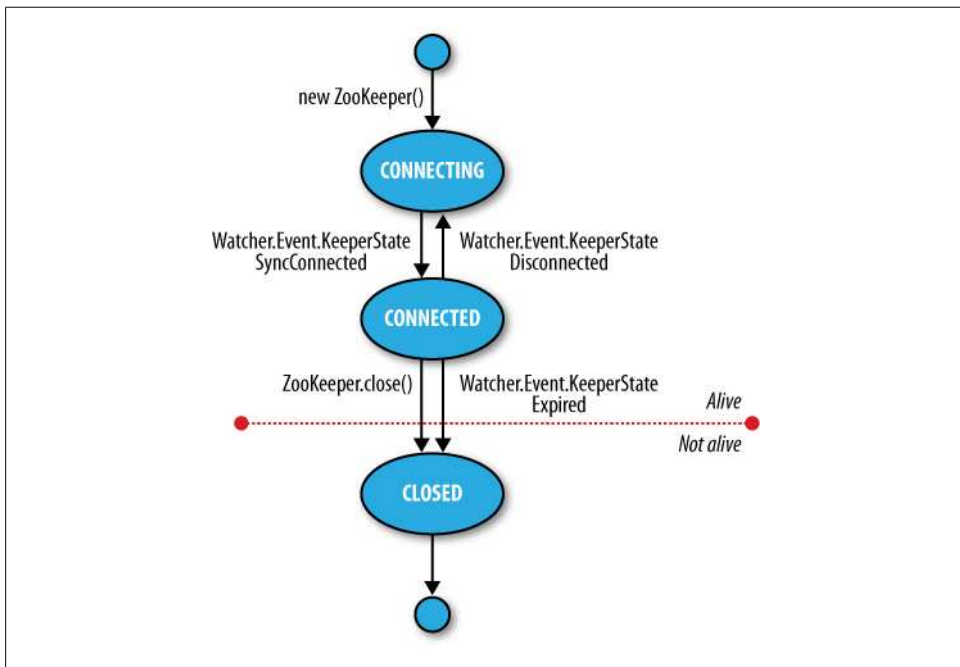 new ZooKeeper()
CONNECTING
Watcher.Event.KeeperState
SyncConnected
Watcher.Event.KeeperState
Disconnected
CONNECTED
ZooKeeper.close()
Watcher.Event.KeeperState
Expired
Alive
Not alive
CLOSED